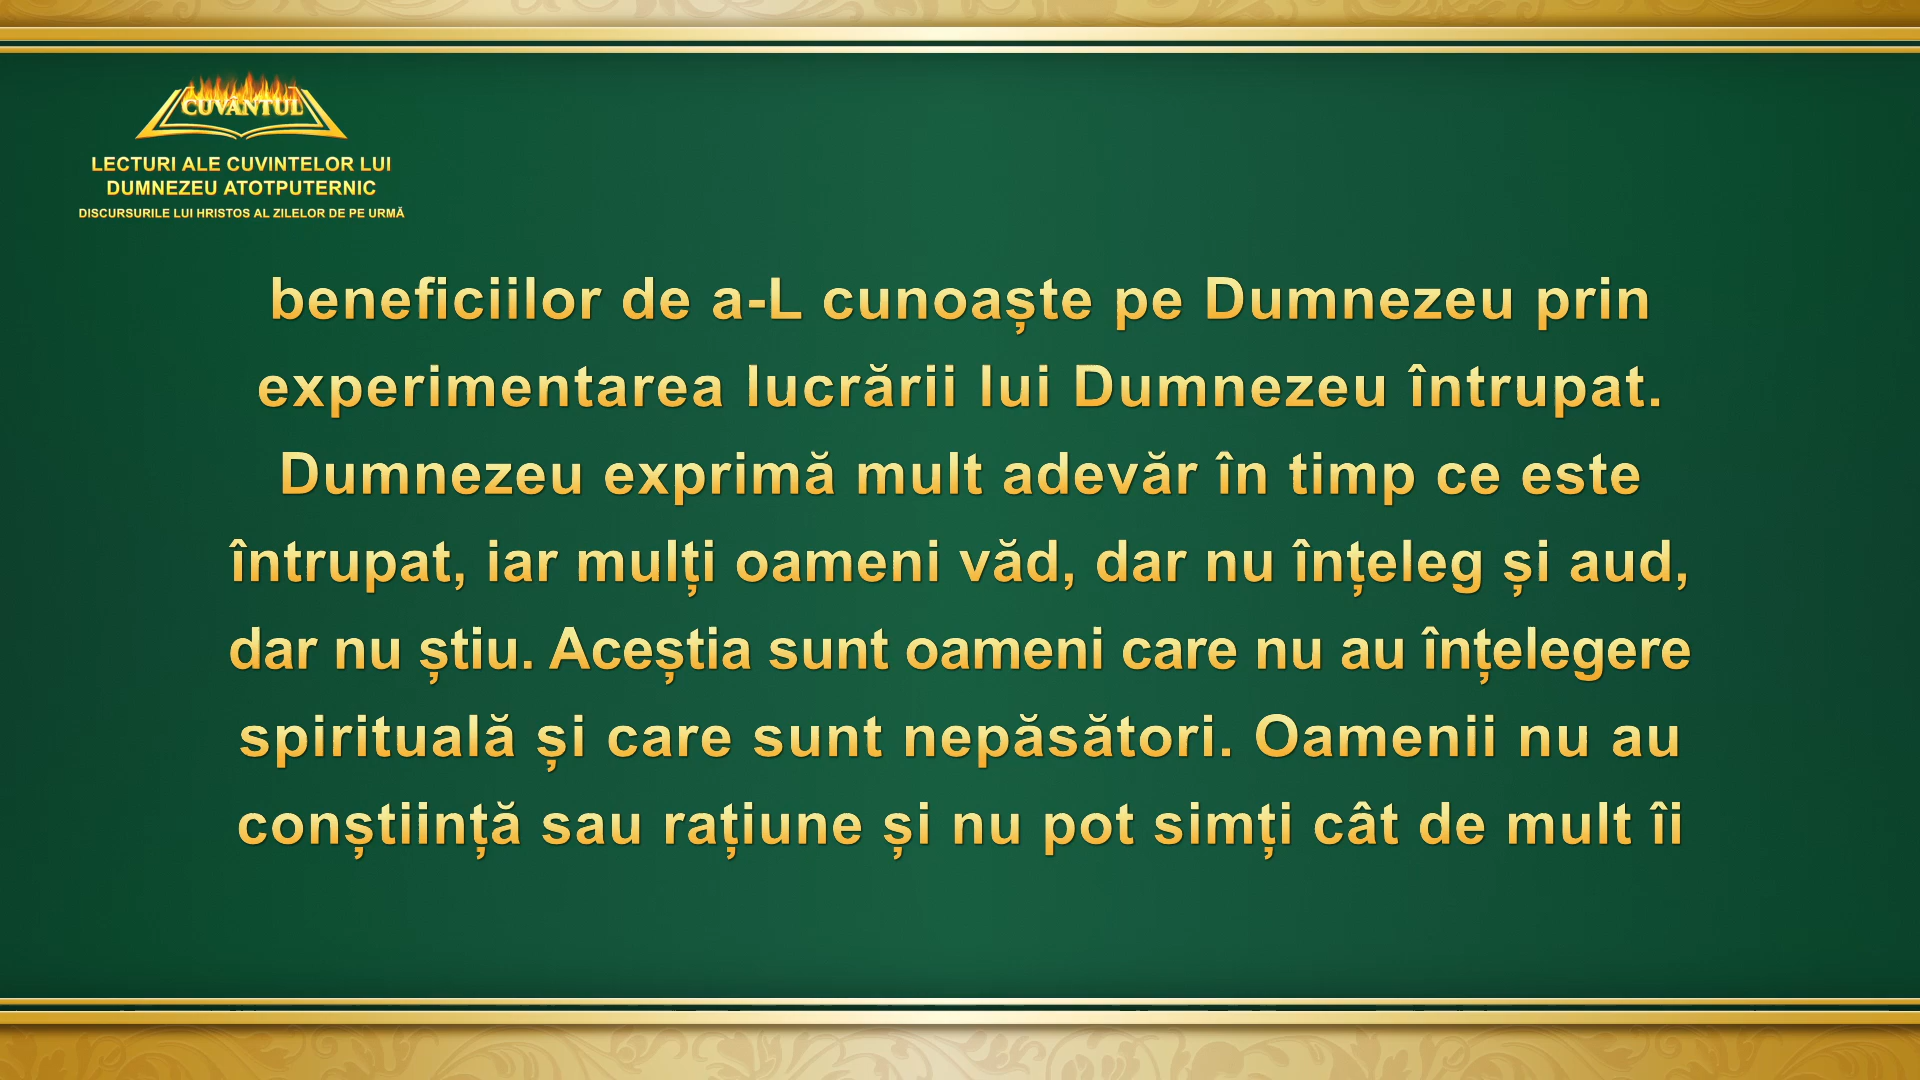 CUVÂNTUL
LECTURI ALE CUVINTELOR LUI
DUMNEZEU ATOTPUTERNIC
DISCURSURILE LUI HRISTOS AL ZILELOR DE PE URMĂ
beneficiilor de a-L cunoaște pe Dumnezeu prin
experimentarea lucrării lui Dumnezeu întrupat.
Dumnezeu exprimă mult adevăr în timp ce este
întrupat, iar mulți oameni văd, dar nu înțeleg și aud,
dar nu știu. Aceștia sunt oameni care nu au înțelegere
spirituală și care sunt nepăsători. Oamenii nu au
conștiință sau rațiune și nu pot simți cât de mult îi